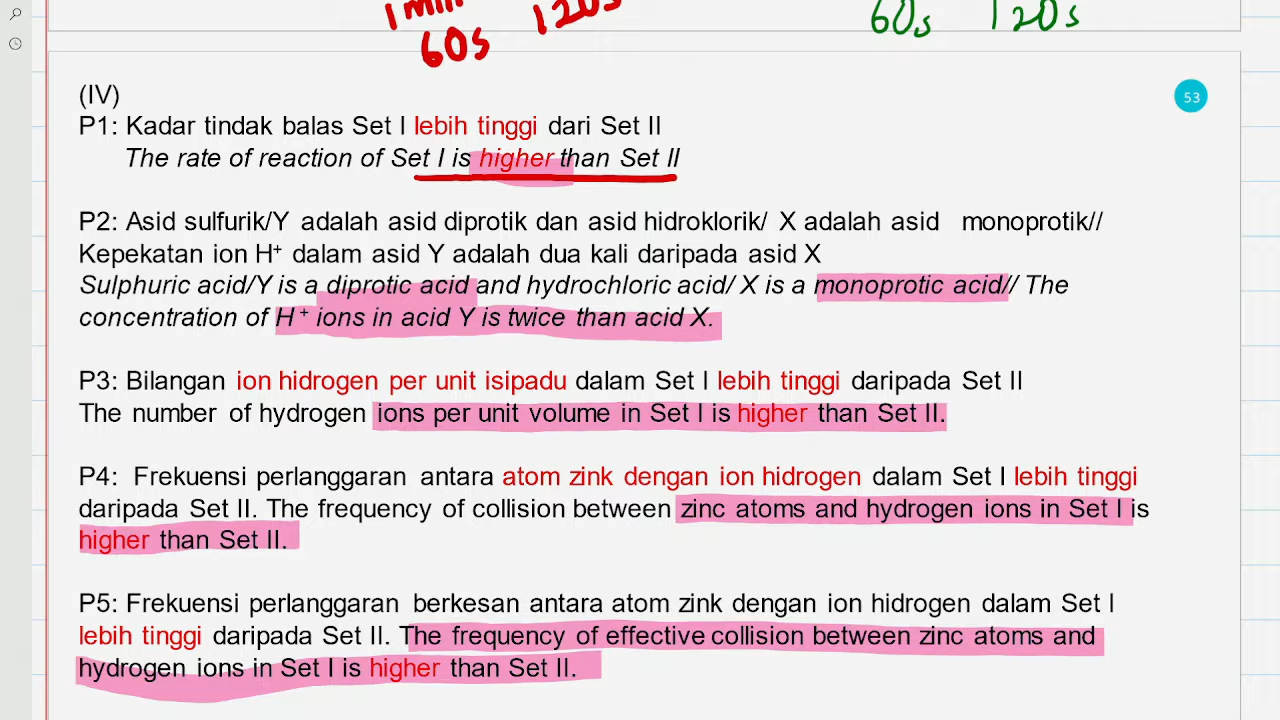 1 min 120s 60s 120s
60s
(IV)
53
P1: Kadar tindak balas Set I lebih tinggi dari Set II
The rate of reaction of Set I is higher than Set II
P2: Asid sulfurik/Y adalah asid diprotik dan asid hidroklorik/ X adalah asid monoprotik//
Kepekatan ion H⁺ dalam asid Y adalah dua kali daripada asid X
Sulphuric acid/Y is a diprotic acid and hydrochloric acid/ X is a monoprotic acid// The
concentration of H⁺ ions in acid Y is twice than acid X.
P3: Bilangan ion hidrogen per unit isipadu dalam Set I lebih tinggi daripada Set II
The number of hydrogen ions per unit volume in Set I is higher than Set II.
P4: Frekuensi perlanggaran antara atom zink dengan ion hidrogen dalam Set I lebih tinggi
daripada Set II. The frequency of collision between zinc atoms and hydrogen ions in Set I is
higher than Set II.
P5: Frekuensi perlanggaran berkesan antara atom zink dengan ion hidrogen dalam Set I
lebih tinggi daripada Set II. The frequency of effective collision between zinc atoms and
hydrogen ions in Set I is higher than Set II.